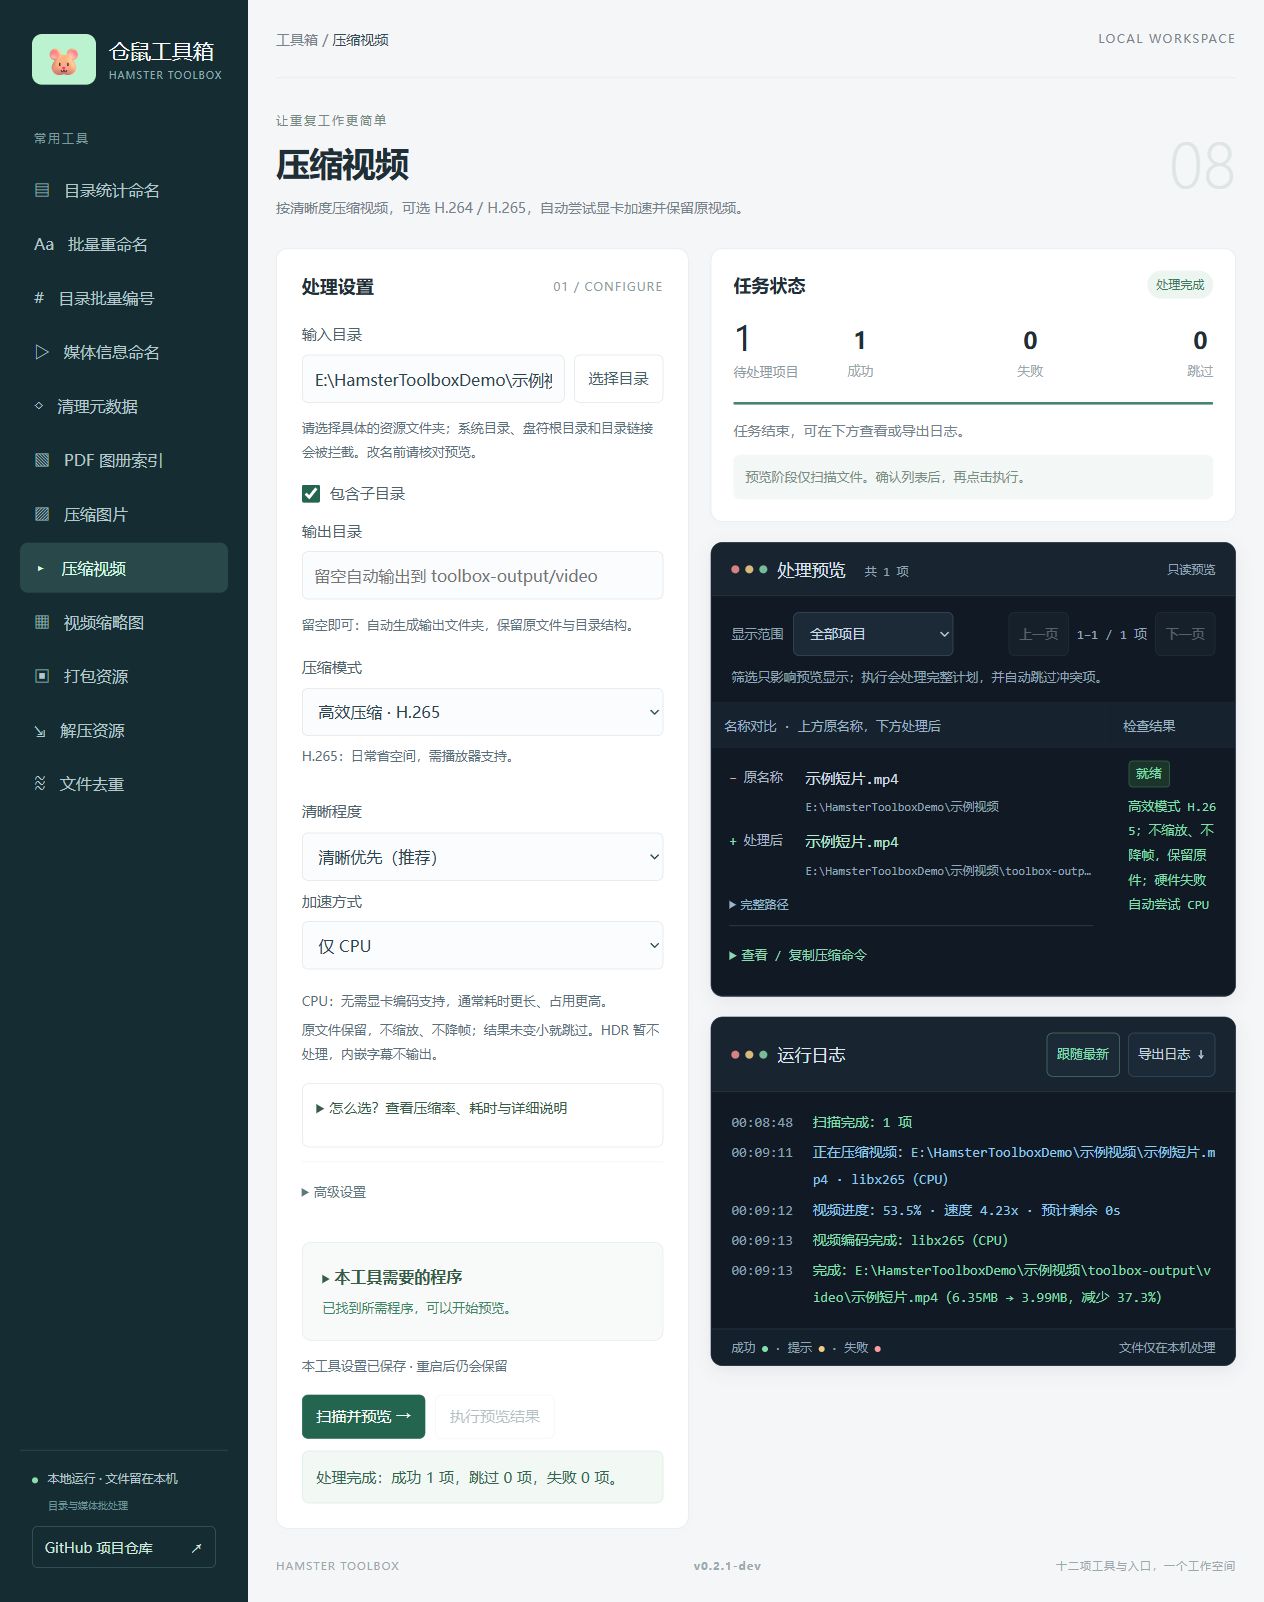 仓鼠工具箱
HAMSTER TOOLBOX
常用工具
目录统计命名
Aa 批量重命名
# 目录批量编号
媒体信息命名
清理元数据
PDF 图册索引
压缩图片
压缩视频
视频缩略图
打包资源
解压资源
文件去重
本地运行 · 文件留在本机
目录与媒体批处理
GitHub 项目仓库 ↗
工具箱 / 压缩视频
LOCAL WORKSPACE
让重复工作更简单
压缩视频
08
按清晰度压缩视频，可选 H.264 / H.265，自动尝试显卡加速并保留原视频。
处理设置
01 / CONFIGURE
输入目录
E:\HamsterToolboxDemo\示例视
选择目录
请选择具体的资源文件夹；系统目录、盘符根目录和目录链接
会被拦截。改名前请核对预览。
包含子目录
输出目录
留空自动输出到 toolbox-output/video
留空即可：自动生成输出文件夹，保留原文件与目录结构。
压缩模式
高效压缩 · H.265
H.265：日常省空间，需播放器支持。
清晰程度
清晰优先（推荐）
加速方式
仅 CPU
CPU：无需显卡编码支持，通常耗时更长、占用更高。
原文件保留，不缩放、不降帧；结果未变小就跳过。HDR 暂不
处理，内嵌字幕不输出。
▶ 怎么选？查看压缩率、耗时与详细说明
▶ 高级设置
▶ 本工具需要的程序
已找到所需程序，可以开始预览。
本工具设置已保存 · 重启后仍会保留
扫描并预览 →
执行预览结果
处理完成：成功 1 项，跳过 0 项，失败 0 项。
任务状态
处理完成
1
待处理项目
1
成功
0
失败
0
跳过
任务结束，可在下方查看或导出日志。
预览阶段仅扫描文件。确认列表后，再点击执行。
处理预览 共 1 项
只读预览
显示范围
全部项目
上一页
1–1 / 1 项
下一页
筛选只影响预览显示；执行会处理完整计划，并自动跳过冲突项。
名称对比 · 上方原名称，下方处理后
检查结果
− 原名称 示例短片.mp4
E:\HamsterToolboxDemo\示例视频
+ 处理后 示例短片.mp4
E:\HamsterToolboxDemo\示例视频\toolbox-outp…
▶ 完整路径
就绪
高效模式 H.26
5；不缩放、不
降帧，保留原
件；硬件失败
自动尝试 CPU
▶ 查看 / 复制压缩命令
运行日志
跟随最新
导出日志 ↓
00:08:48 扫描完成：1 项
00:09:11 正在压缩视频：E:\HamsterToolboxDemo\示例视频\示例短片.m
p4 · libx265（CPU）
00:09:12 视频进度：53.5% · 速度 4.23x · 预计剩余 0s
00:09:13 视频编码完成：libx265（CPU）
00:09:13 完成：E:\HamsterToolboxDemo\示例视频\toolbox-output\v
ideo\示例短片.mp4（6.35MB → 3.99MB，减少 37.3%）
成功 ● · 提示 ● · 失败 ●
文件仅在本机处理
HAMSTER TOOLBOX
v0.2.1-dev
十二项工具与入口，一个工作空间